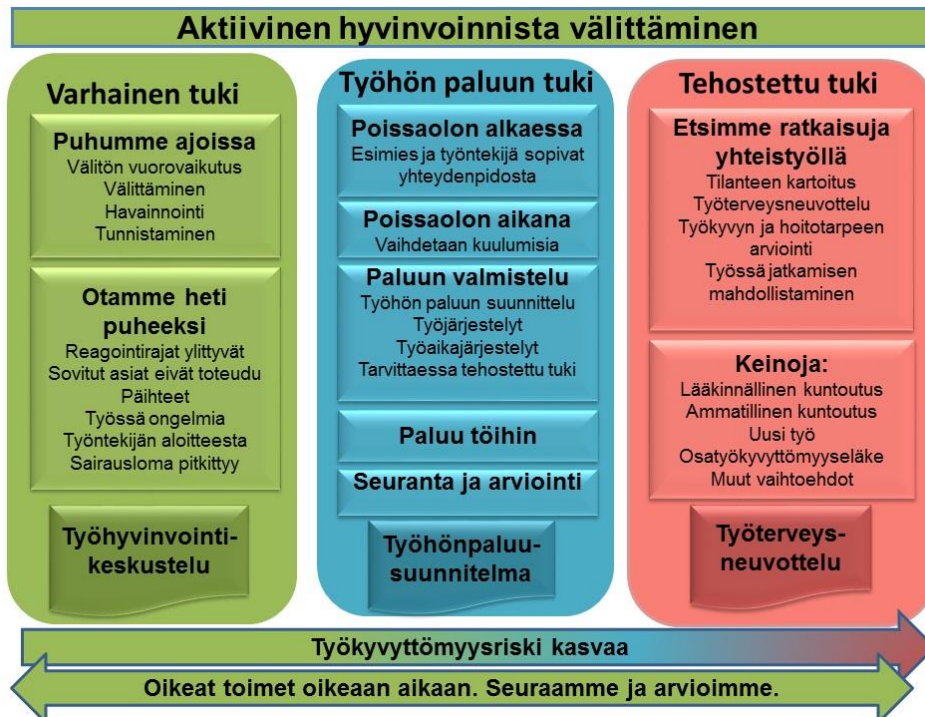 Aktiivinen hyvinvoinnista välittäminen
Varhainen tuki
Puhumme ajoissa
Välitön vuorovaikutus
Välittäminen
Havainnointi
Tunnistaminen
Otamme heti
puheeksi
Reagointirajat ylittyvät
Sovitut asiat eivät toteudu
Päihteet
Työssä ongelmia
Työntekijän aloitteesta
Sairausloma pitkittyy
Työhyvinvointi-
keskustelu
Työhön paluun tuki
Poissaolon alkaessa
Esimies ja työntekijä sopivat
yhteydenpidosta
Poissaolon aikana
Vaihdetaan kuulumisia
Paluun valmistelu
Työhön paluun suunnittelu
Työjärjestelyt
Työaikajärjestelyt
Tarvittaessa tehostettu tuki
Paluu töihin
Seuranta ja arviointi
Työhönpaluu-
suunnitelma
Tehostettu tuki
Etsimme ratkaisuja
yhteistyöllä
Tilanteen kartoitus
Työterveysneuvottelu
Työkyvyn ja hoitotarpeen
arviointi
Työssä jatkamisen
mahdollistaminen
Keinoja:
Lääkinnällinen kuntoutus
Ammatillinen kuntoutus
Uusi työ
Osatyökyvyttömyyseläke
Muut vaihtoehdot
Työterveys-
neuvottelu
Työkyvyttömyysriski kasvaa
Oikeat toimet oikeaan aikaan. Seuraamme ja arvioimme.